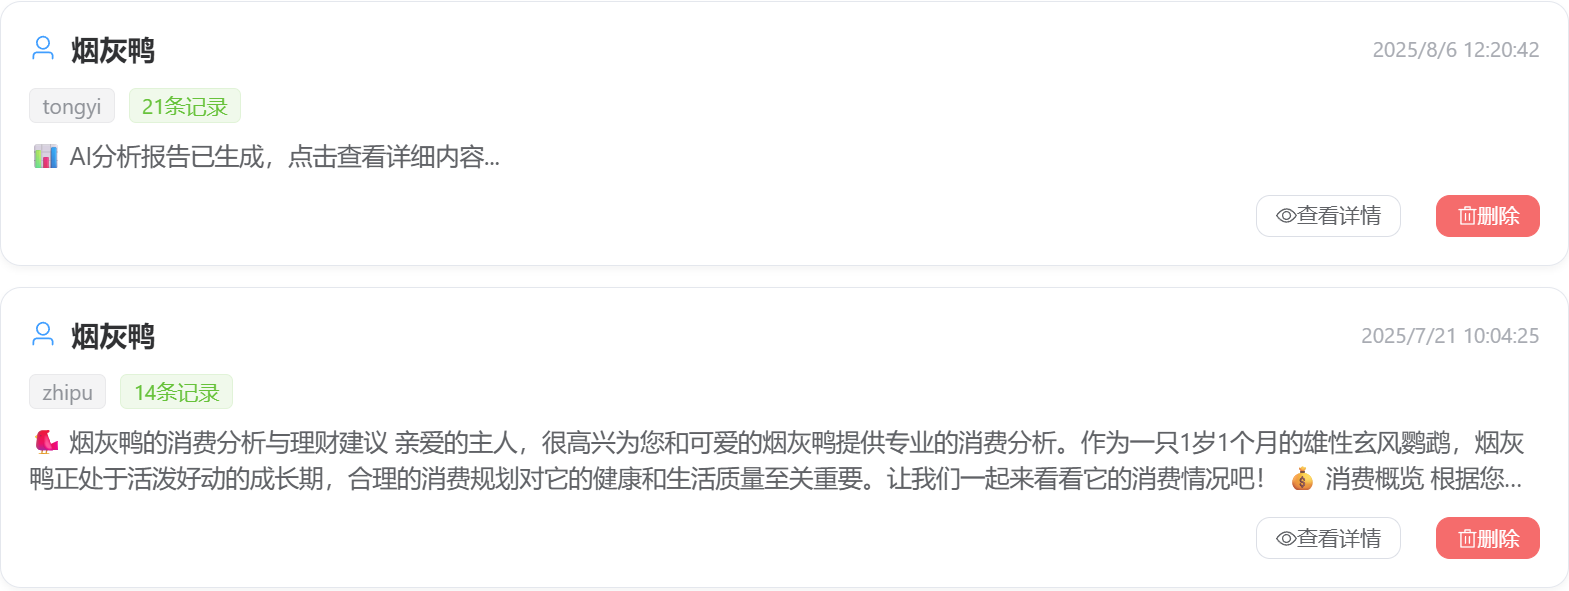 烟灰鸭
2025/8/6 12:20:42
tongyi 21条记录
📊 AI分析报告已生成，点击查看详细内容...
查看详情 删除
烟灰鸭
2025/7/21 10:04:25
zhipu 14条记录
🦜 烟灰鸭的消费分析与理财建议 亲爱的主人，很高兴为您和可爱的烟灰鸭提供专业的消费分析。作为一只1岁1个月的雄性玄风鹦鹉，烟灰
鸭正处于活泼好动的成长期，合理的消费规划对它的健康和生活质量至关重要。让我们一起来看看它的消费情况吧！ 💰 消费概览 根据您...
查看详情 删除